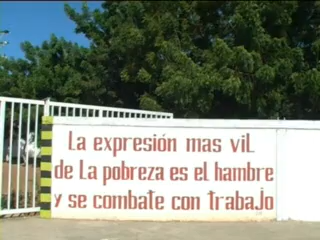 La expresión mas viL
de La pobreza es eL hambre
y se combate con trabaJo